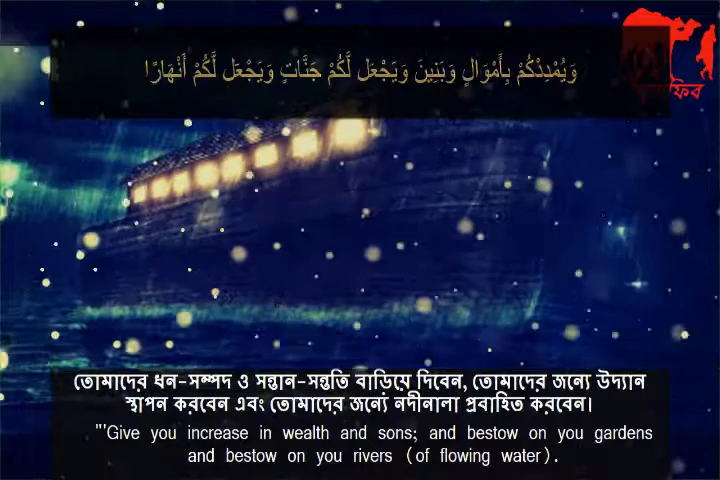 وَيُمْدِدْكُمْ بِأَمْوَالٍ وَبَنِينَ وَيَجْعَل لَّكُمْ جَنَّاتٍ وَيَجْعَل لَّكُمْ أَنْهَارًا
তোমাদের ধন-সম্পদ ও সন্তান-সন্ততি বাড়িয়ে দিবেন, তোমাদের জন্যে উদ্যান
স্থাপন করবেন এবং তোমাদের জন্যে নদীনালা প্রবাহিত করবেন।
"'Give you increase in wealth and sons; and bestow on you gardens
and bestow on you rivers (of flowing water).